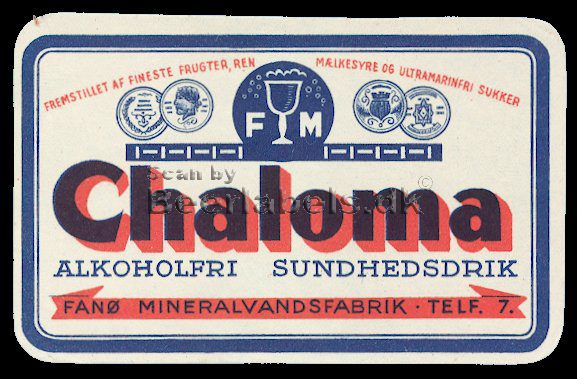 FREMSTILLET AF FINESTE FRUGTER, REN MÆLKESYRE OG ULTRAMARINFRI SUKKER
F M
Scan by
Chaloma
Beerlabels.dk ©
ALKOHOLFRI SUNDHEDSDRIK
FANØ MINERALVANDSFABRIK · TELF. 7.